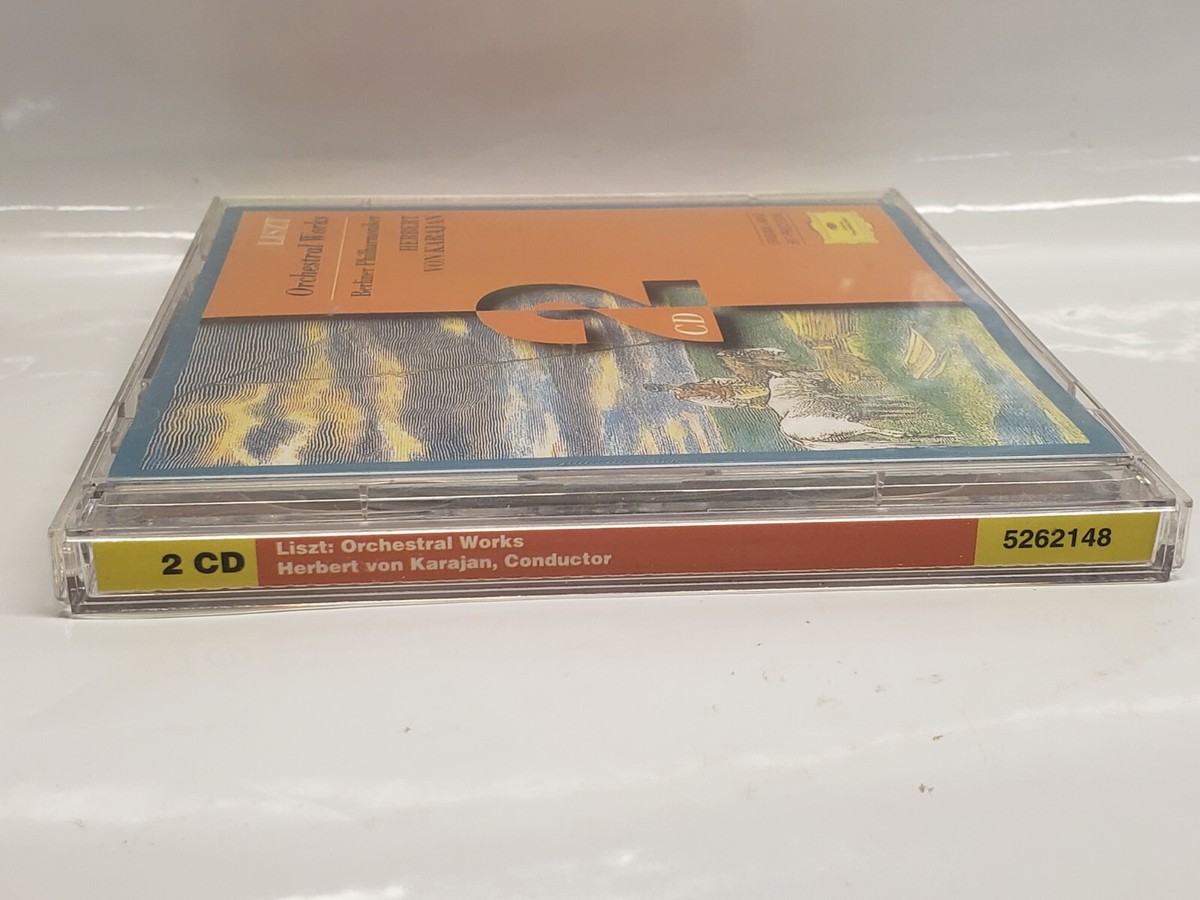 LISZT
Orchestral Works
Berliner Philharmoniker
HERBERT
VON KARAJAN
2
CD
2 CD
Liszt: Orchestral Works
Herbert von Karajan, Conductor
5262148